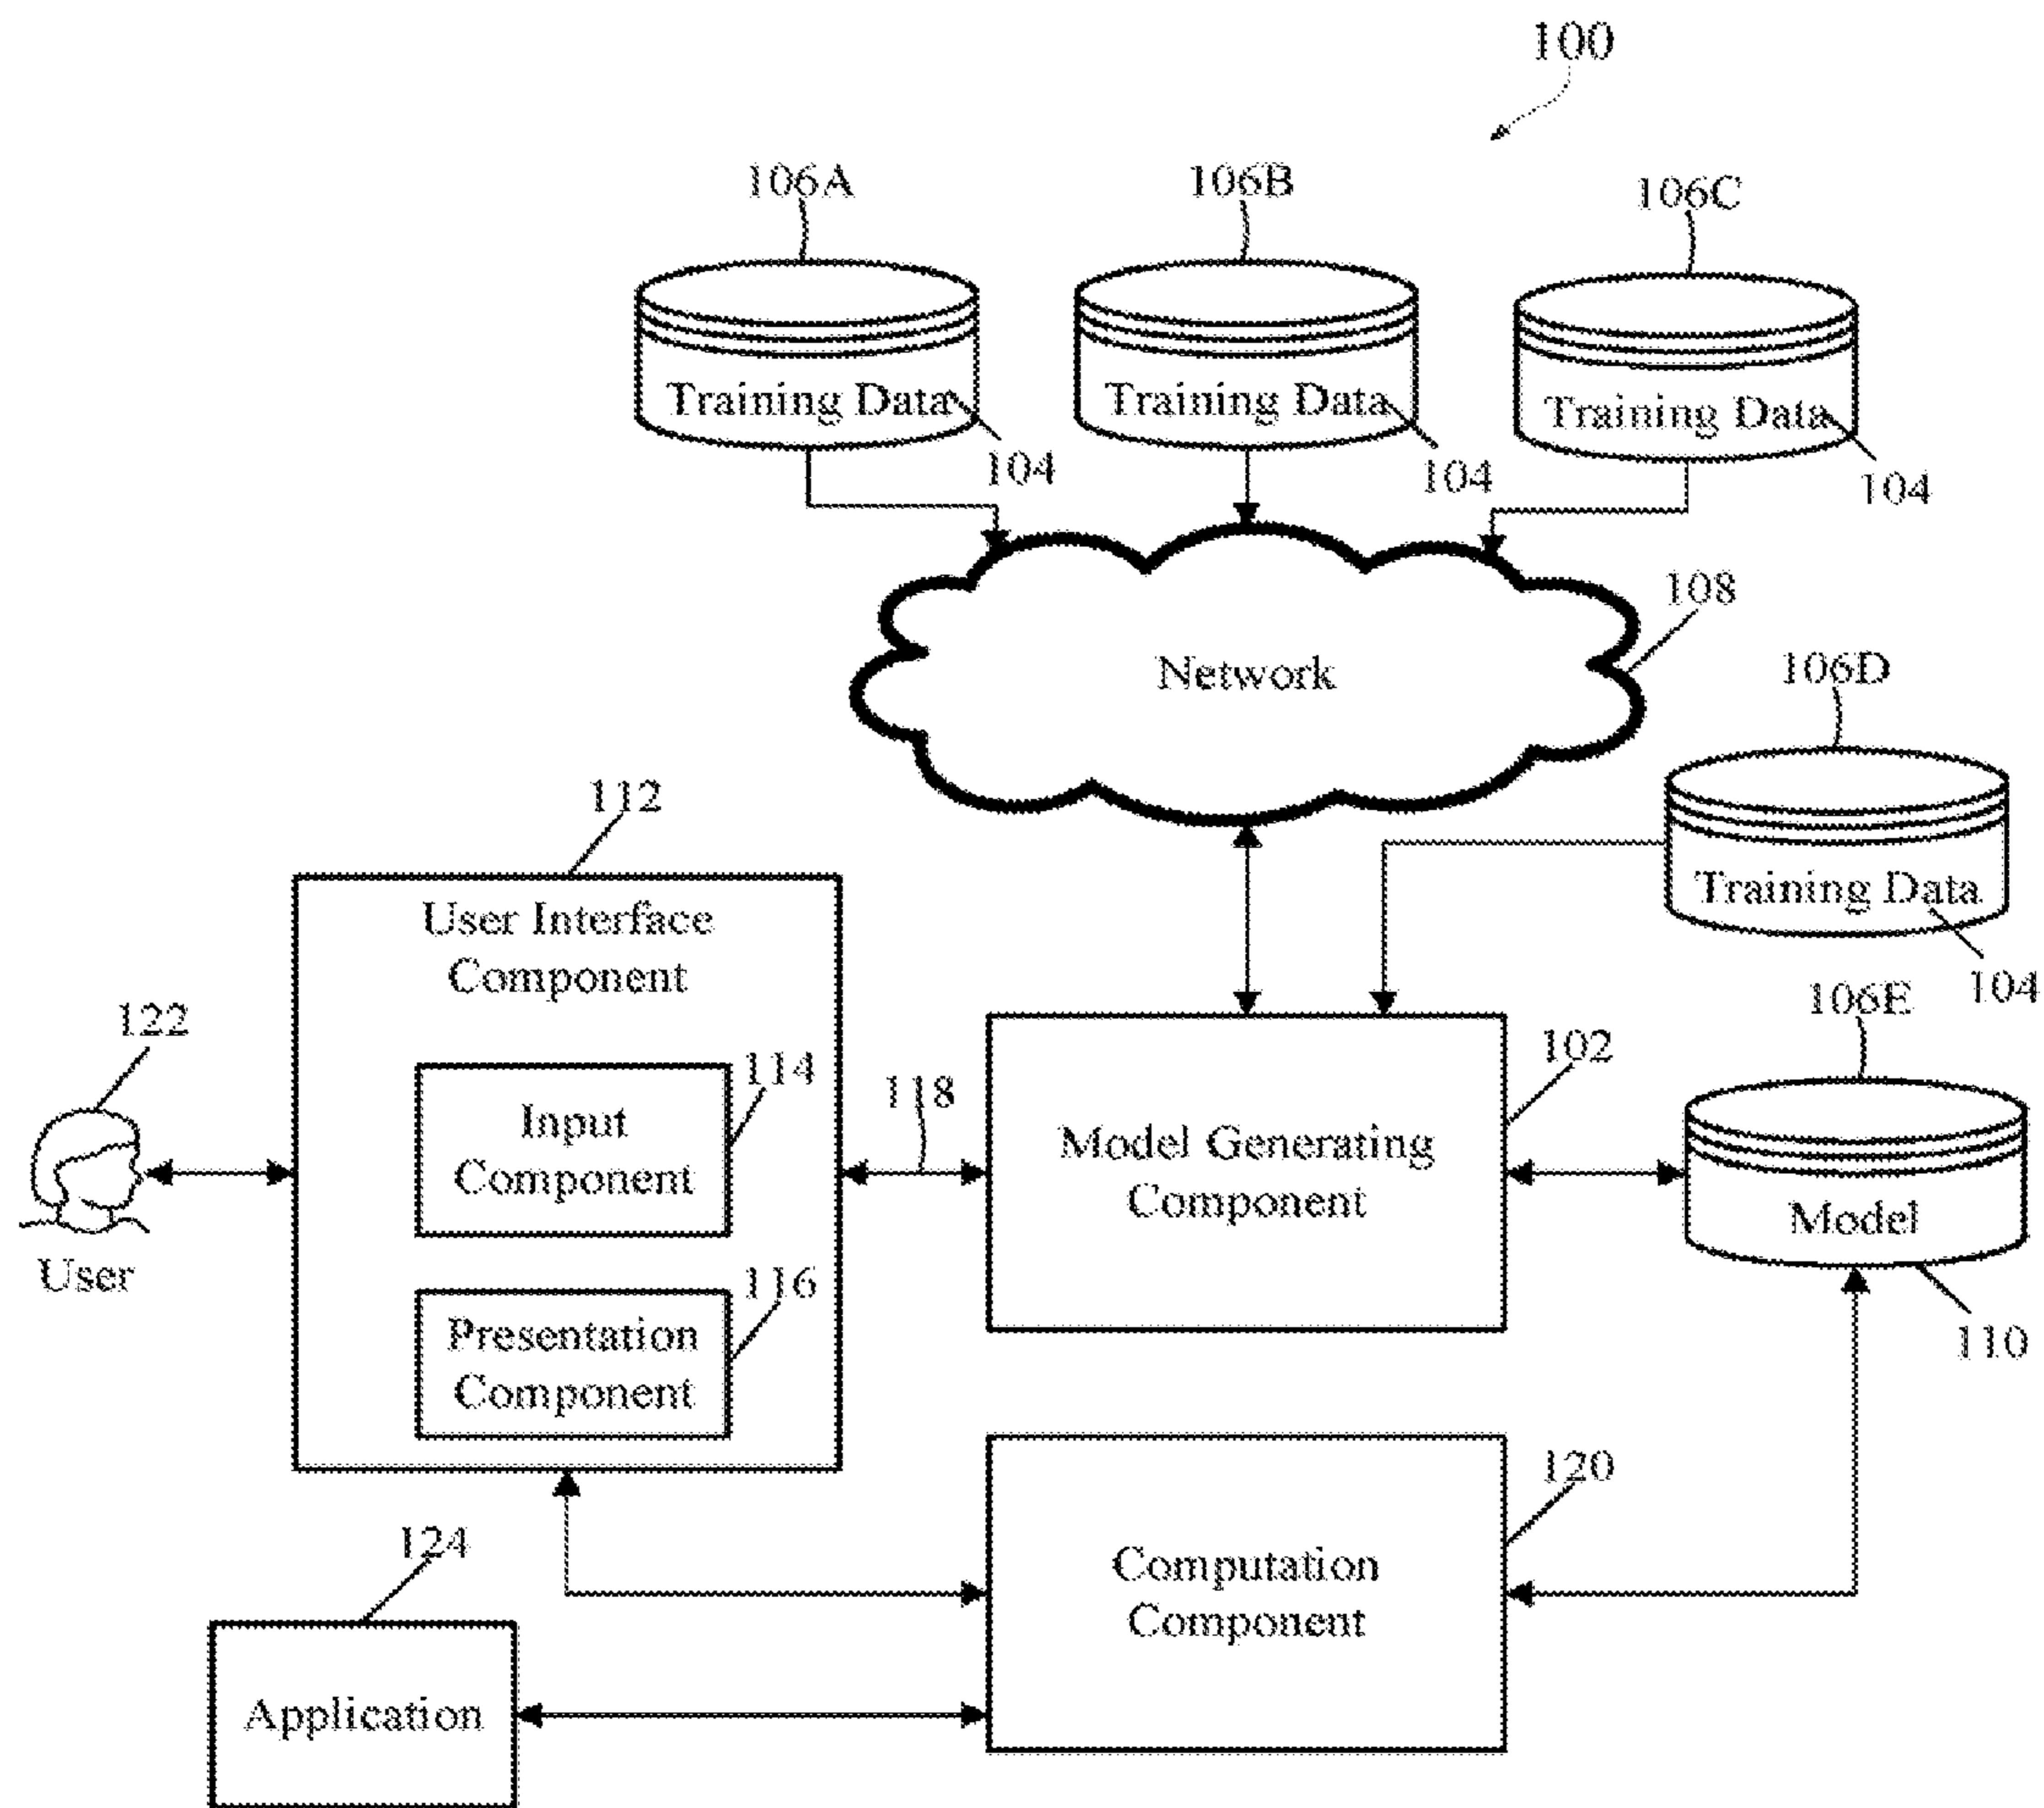 100
106A
106B
106C
Training Data
Training Data
Training Data
104
104
104
Network
108
106D
Training Data
104
112
User Interface
Component
122
User
Input
Component
114
Presentation
Component
116
118
Model Generating
Component
102
106E
Model
110
Computation
Component
120
124
Application